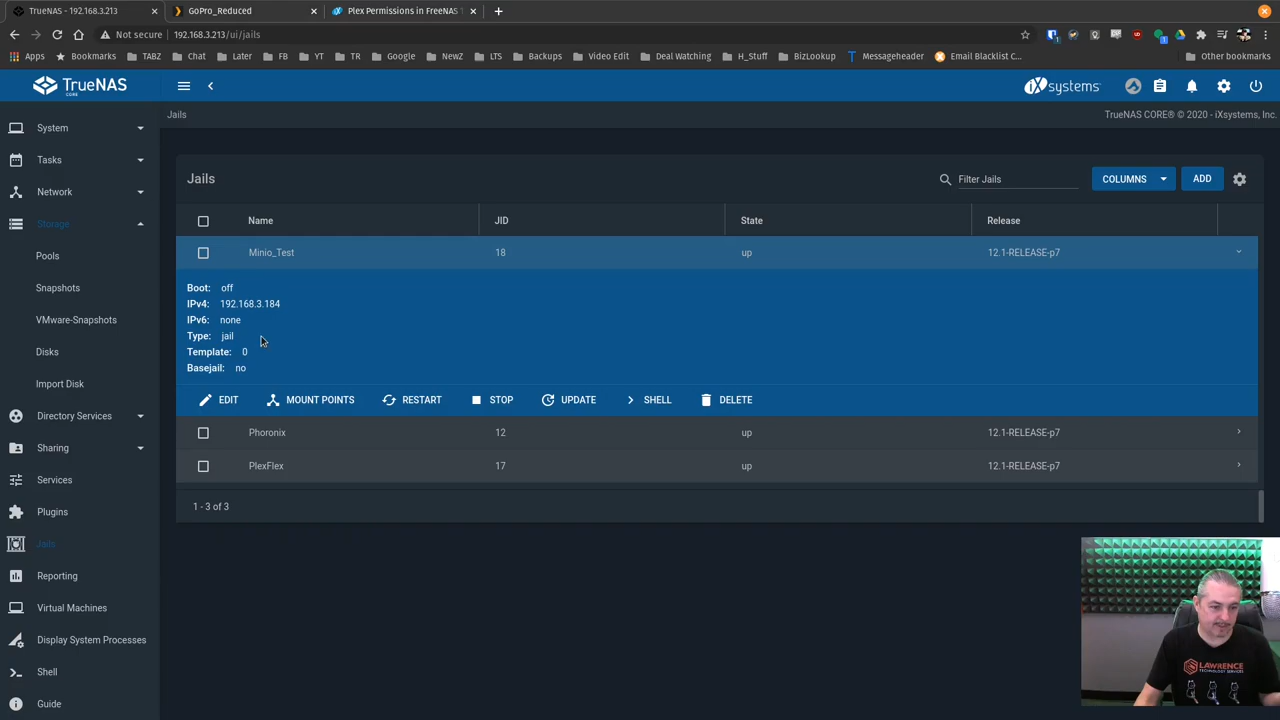 TrueNAS - 192.168.3.213
GoPro_Reduced
Plex Permissions in FreeNAS T
Not secure
192.168.3.213/ui/jails
Apps
Bookmarks
TABZ
Chat
Later
FB
YT
TR
Google
NewZ
LTS
Backups
Video Edit
Deal Watching
H_Stuff
BizLookup
Messageheader
Email Blacklist C...
Other bookmarks
TrueNAS
CORE
iXsystems
Jails
TrueNAS CORE® © 2020 - iXsystems, Inc.
System
Tasks
Network
Storage
Pools
Snapshots
VMware-Snapshots
Disks
Import Disk
Directory Services
Sharing
Services
Plugins
Jails
Reporting
Virtual Machines
Display System Processes
Shell
Guide
Jails
Filter Jails
COLUMNS
ADD
Name JID State Release
Minio_Test 18 up 12.1-RELEASE-p7
Boot: off
IPv4: 192.168.3.184
IPv6: none
Type: jail
Template: 0
Basejail: no
EDIT MOUNT POINTS RESTART STOP UPDATE SHELL DELETE
Phoronix 12 up 12.1-RELEASE-p7
PlexFlex 17 up 12.1-RELEASE-p7
1 - 3 of 3
LAWRENCE
TECHNOLOGY SERVICES